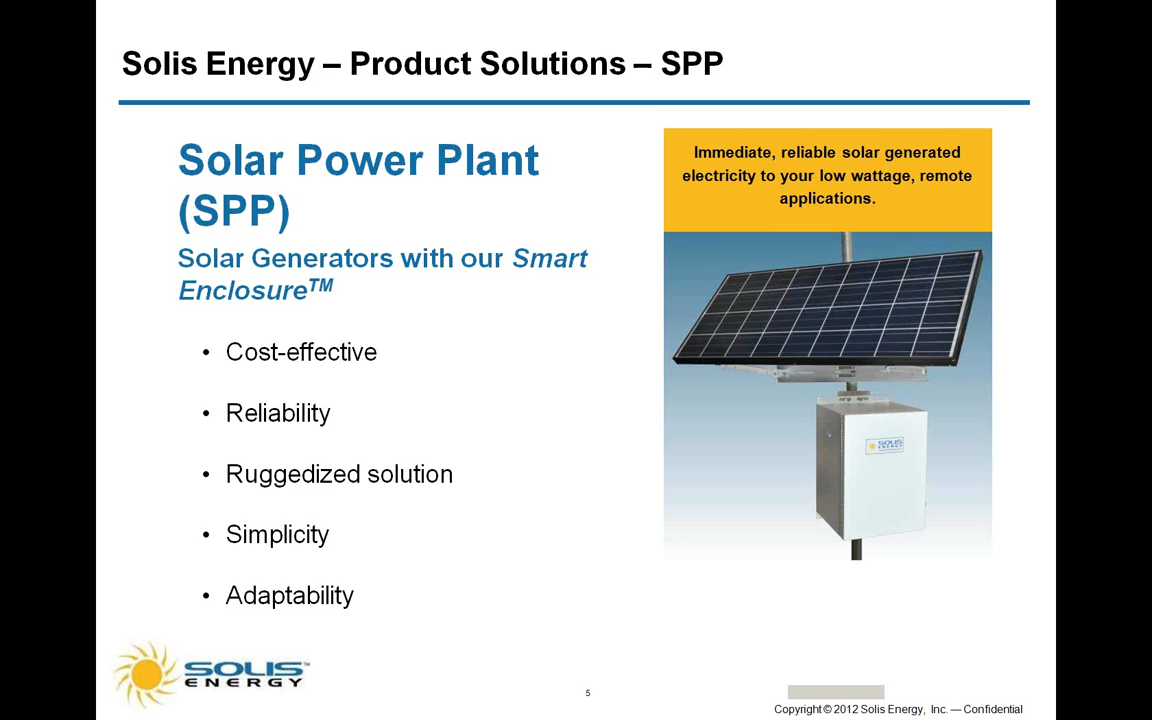 Solis Energy – Product Solutions – SPP
Solar Power Plant
(SPP)
Solar Generators with our Smart
Enclosure™
• Cost-effective
• Reliability
• Ruggedized solution
• Simplicity
• Adaptability
Immediate, reliable solar generated
electricity to your low wattage, remote
applications.
SOLIS
ENERGY
SOLIS™
ENERGY
5
Copyright © 2012 Solis Energy, Inc. — Confidential